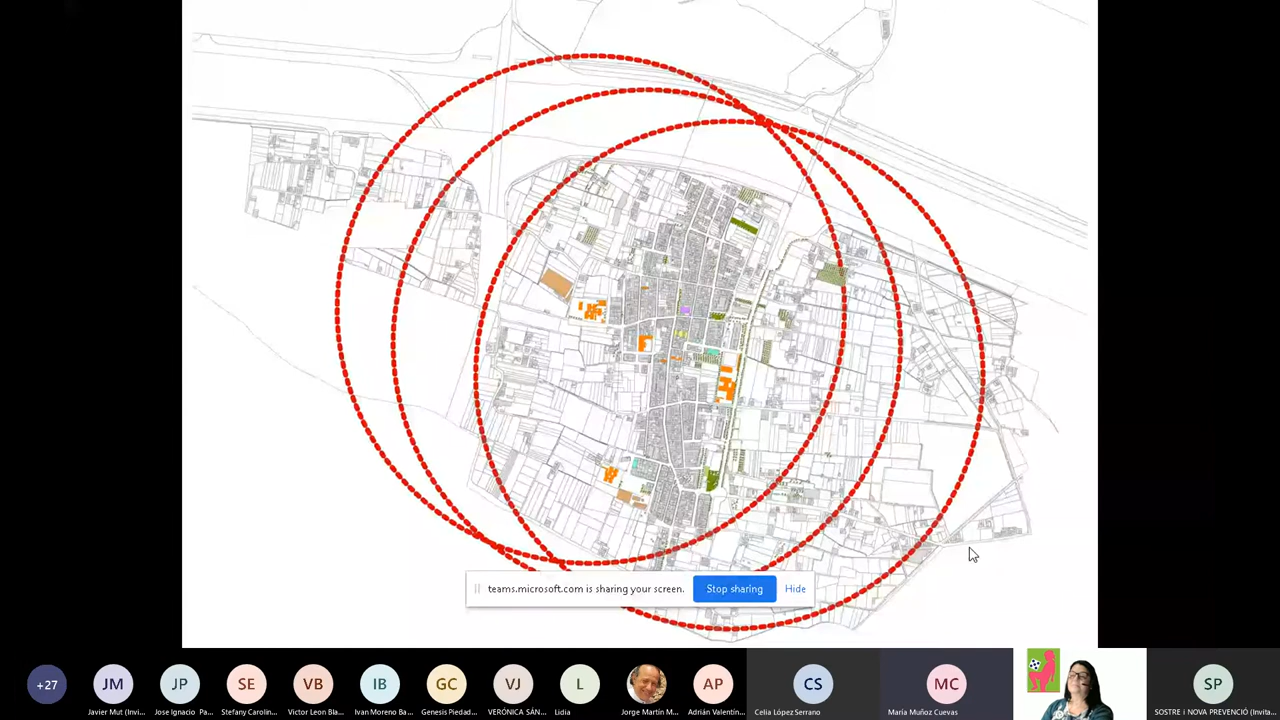 teams.microsoft.com is sharing your screen.
Stop sharing
Hide
+27
JM
JP
SE
VB
IB
GC
VJ
L
AP
CS
MC
SP
Javier Mut (Invi...
Jose Ignacio Pa...
Stefany Carolin...
Victor Leon Bla...
Ivan Moreno Ba...
Genesis Piedad...
VERÓNICA SÁN...
Lidia
Jorge Martín M...
Adrián Valentín...
Celia López Serrano
María Muñoz Cuevas
SOSTRE i NOVA PREVENCIÓ (Invita...